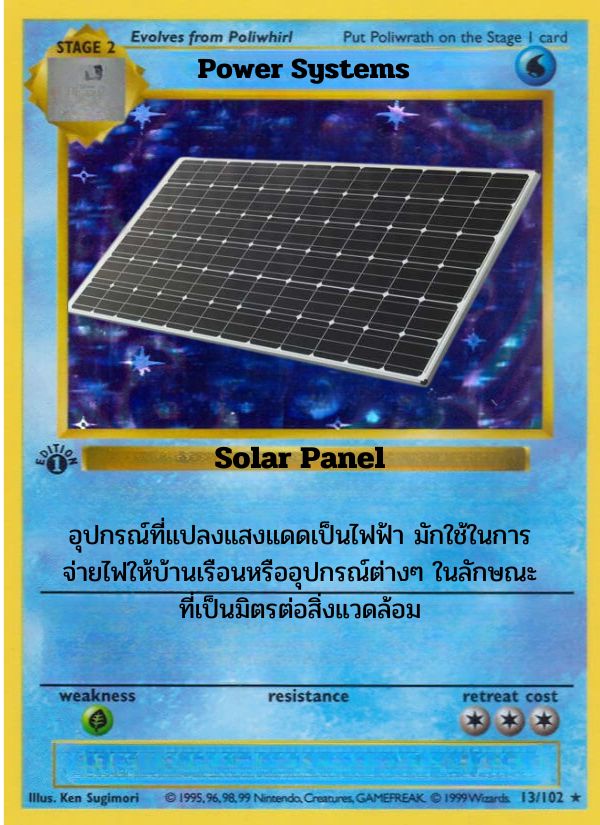 STAGE 2
Evolves from Poliwhirl
Put Poliwrath on the Stage 1 card
Power Systems
EDITION
1
Solar Panel
อุปกรณ์ที่แปลงแสงแดดเป็นไฟฟ้า มักใช้ในการ
จ่ายไฟให้บ้านเรือนหรืออุปกรณ์ต่างๆ ในลักษณะ
ที่เป็นมิตรต่อสิ่งแวดล้อม
weakness resistance retreat cost
Illus. Ken Sugimori © 1995, 96, 98, 99 Nintendo, Creatures, GAMEFREAK. © 1999 Wizards. 13/102 ★